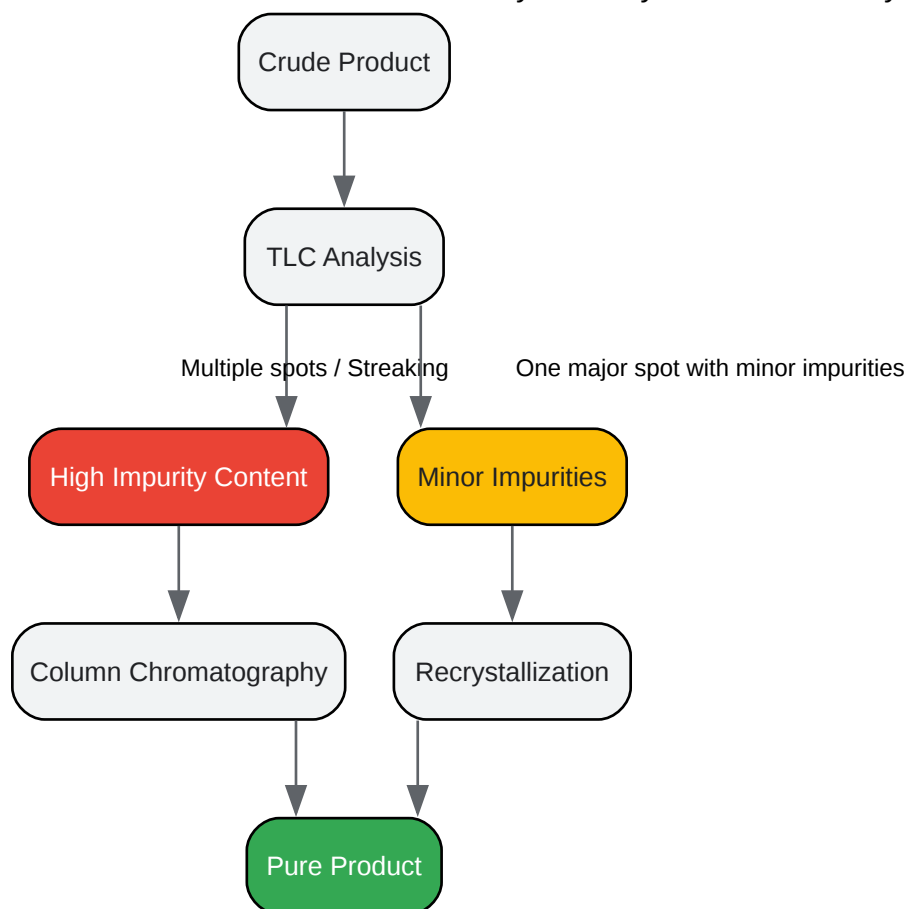 Crude Product
TLC Analysis
Multiple spots / Streaking
One major spot with minor impurities
High Impurity Content
Minor Impurities
Column Chromatography
Recrystallization
Pure Product